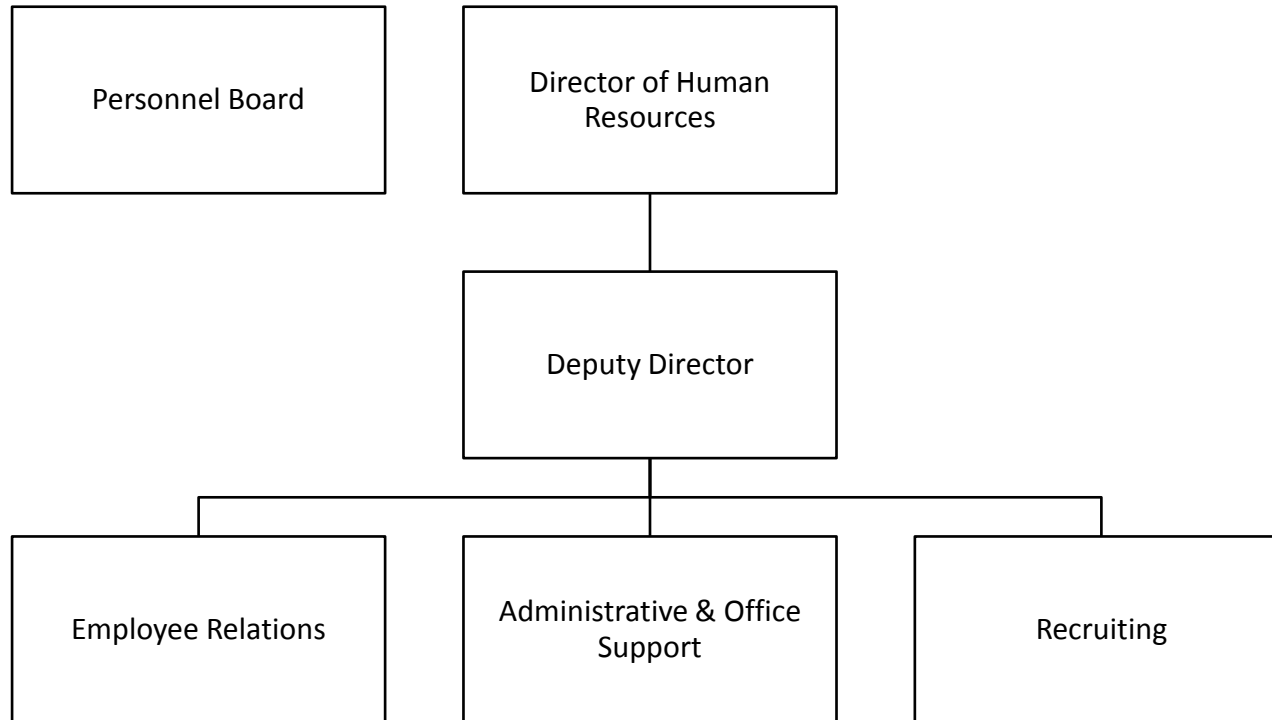 Personnel Board
Director of Human
Resources
Deputy Director
Employee Relations
Administrative & Office
Support
Recruiting